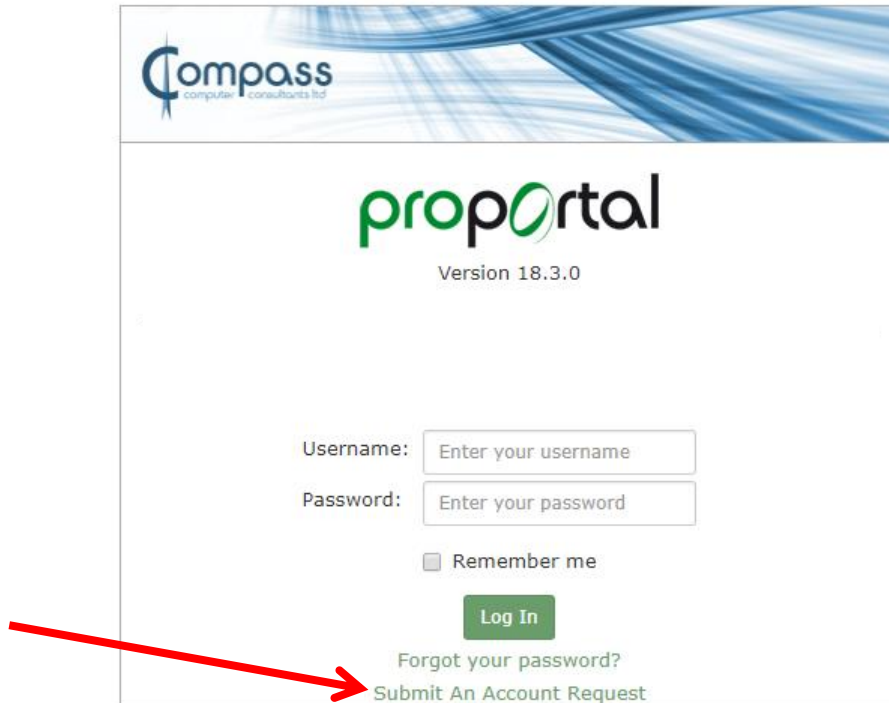 Compass
computer consultants ltd
proportal
Version 18.3.0
Username: Enter your username
Password: Enter your password
Remember me
Log In
Forgot your password?
Submit An Account Request